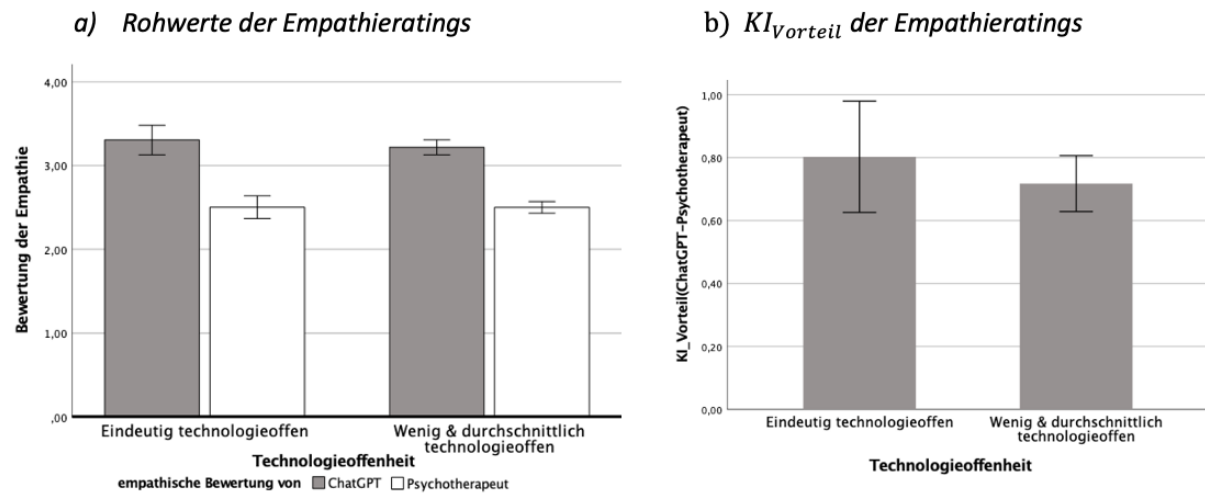 a) Rohwerte der Empathieratings
Bewertung der Empathie
4,00
3,00
2,00
1,00
,00
Eindeutig technologieoffen
Wenig & durchschnittlich
technologieoffen
Technologieoffenheit
empathische Bewertung von ChatGPT Psychotherapeut
b) KI_Vorteil der Empathieratings
KI_Vorteil(ChatGPT-Psychotherapeut)
1,00
0,80
0,60
0,40
0,20
0,00
Eindeutig technologieoffen
Wenig & durchschnittlich
technologieoffen
Technologieoffenheit